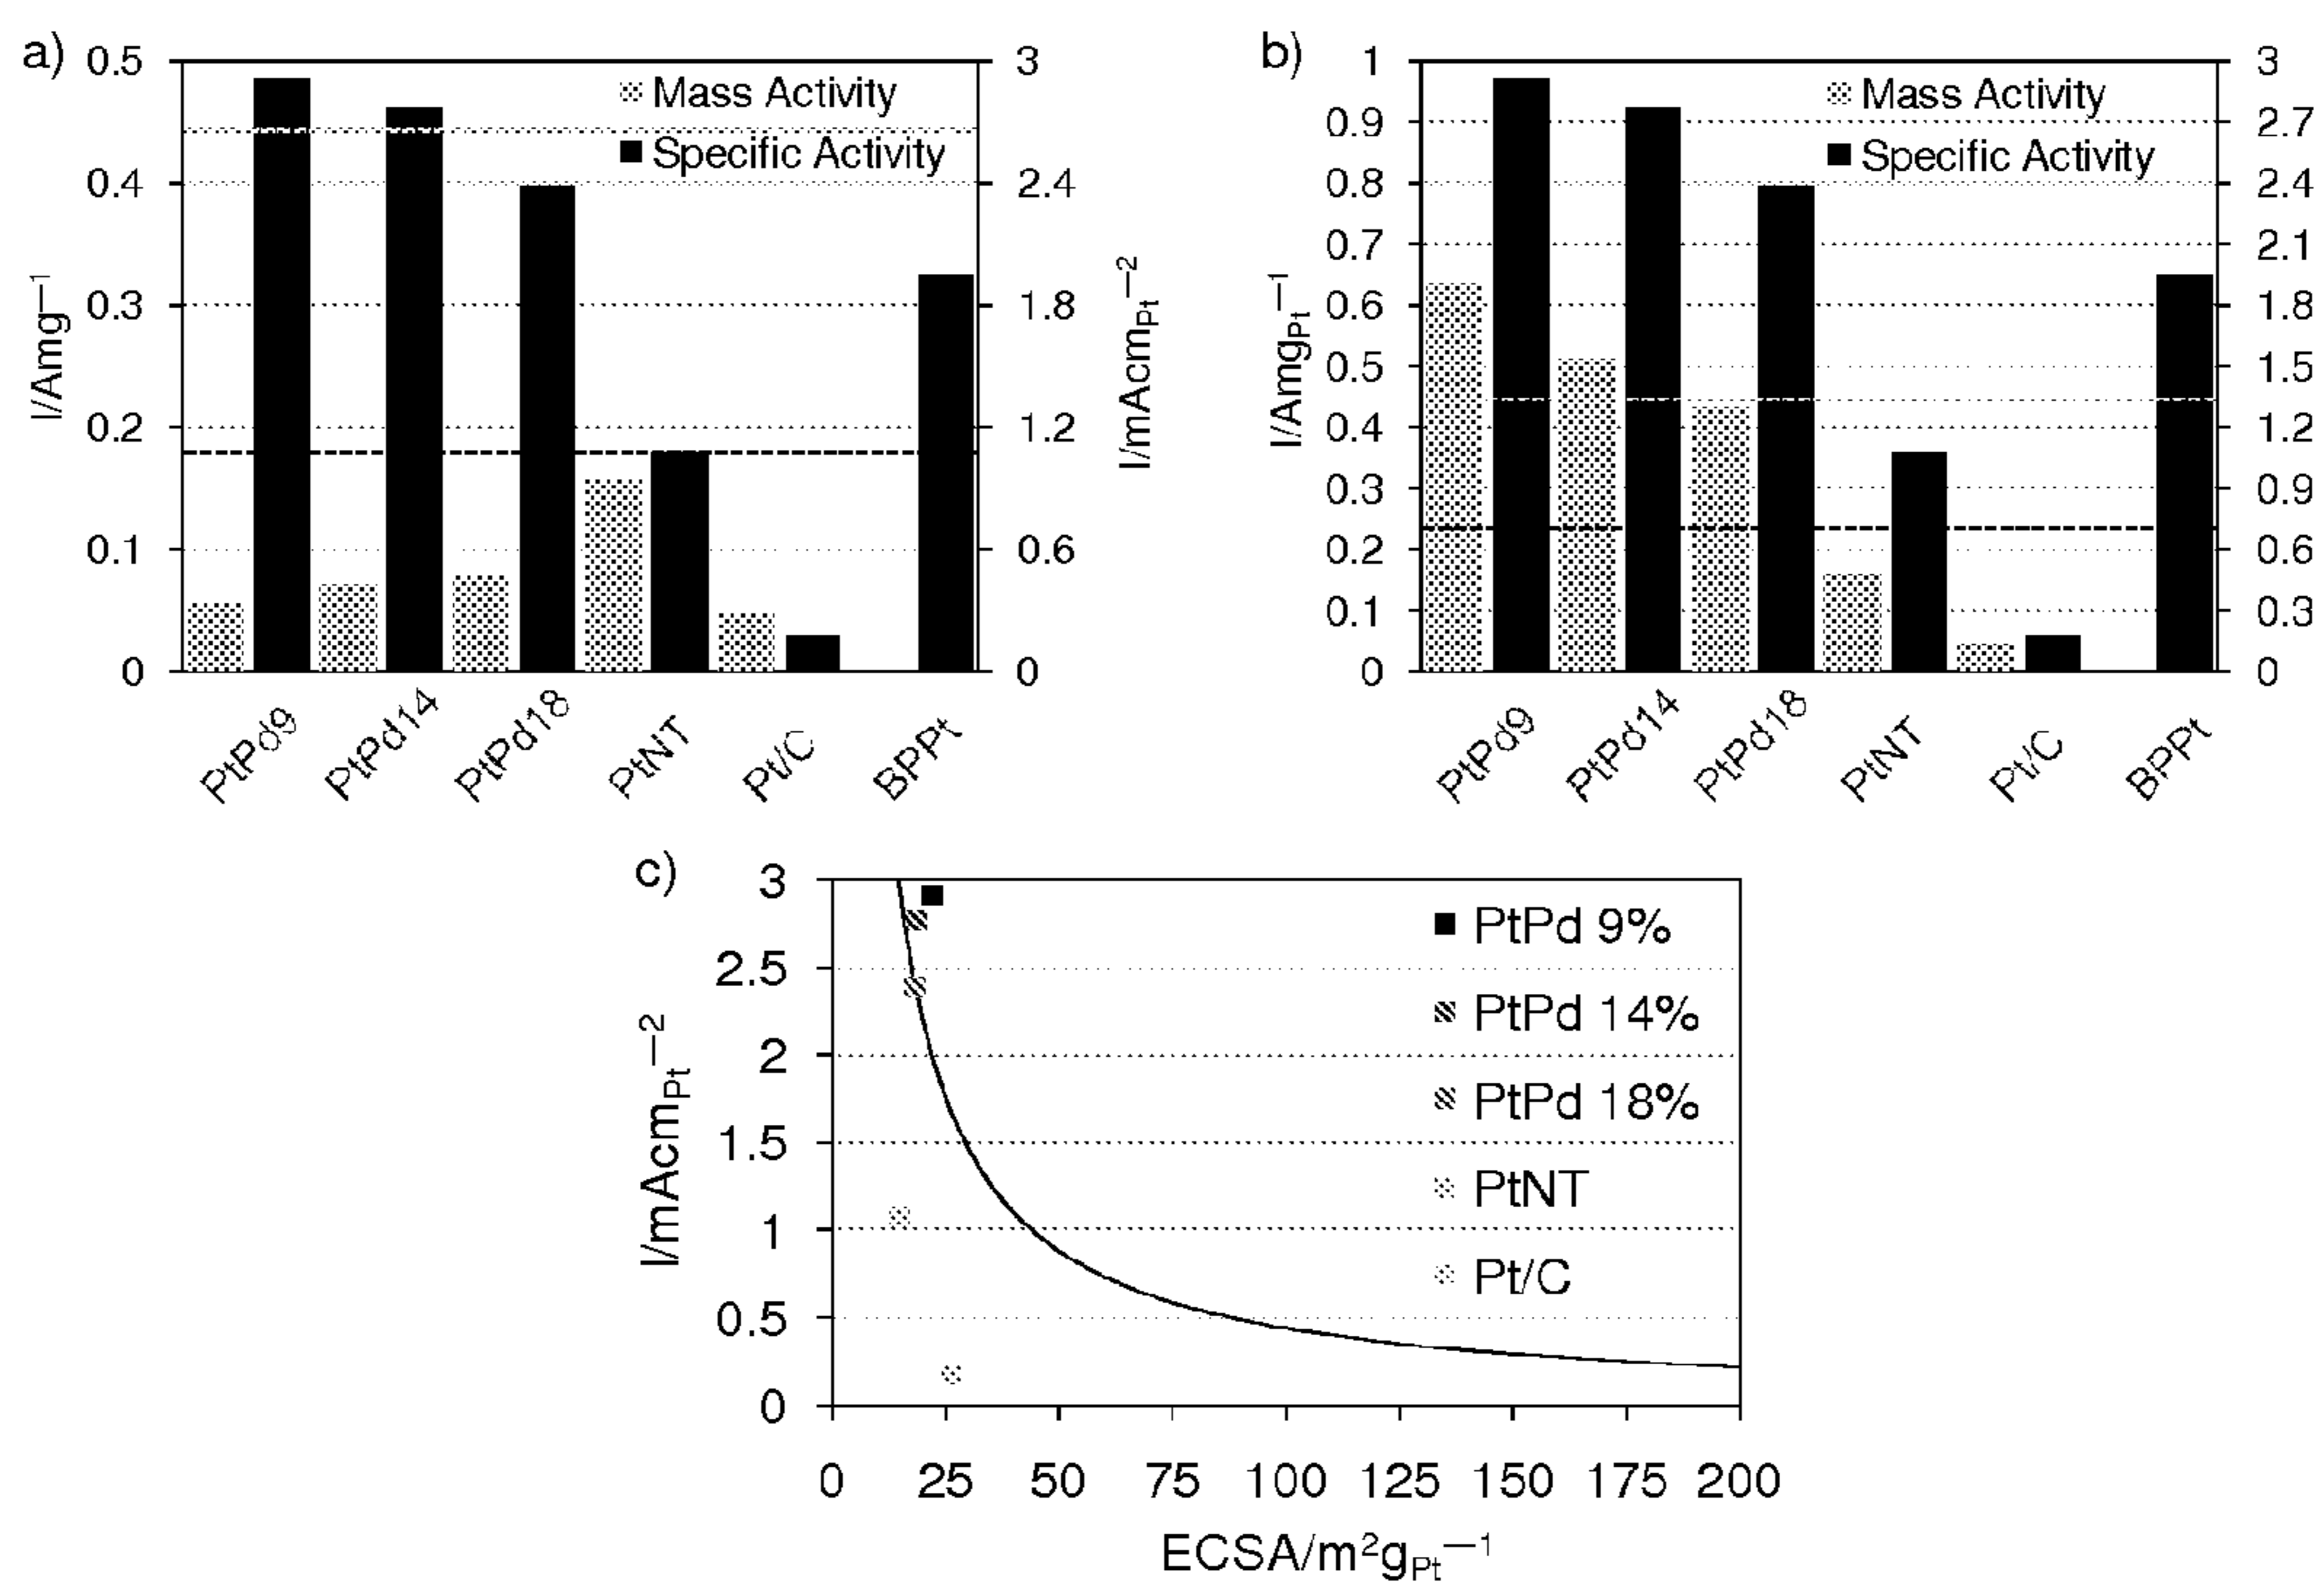 a)
0.5
0.4
0.3
0.2
0.1
0
I/Amg⁻¹
3
2.4
1.8
1.2
0.6
0
I/mAcm_Pt⁻²
Mass Activity
Specific Activity
PtPd9
PtPd14
PtPd18
PtNT
Pt/C
BPPt
b)
1
0.9
0.8
0.7
0.6
0.5
0.4
0.3
0.2
0.1
0
I/Amg_Pt⁻¹
3
2.7
2.4
2.1
1.8
1.5
1.2
0.9
0.6
0.3
0
Mass Activity
Specific Activity
PtPd9
PtPd14
PtPd18
PtNT
Pt/C
BPPt
c)
3
2.5
2
1.5
1
0.5
0
I/mAcm_Pt⁻²
PtPd 9%
PtPd 14%
PtPd 18%
PtNT
Pt/C
0 25 50 75 100 125 150 175 200
ECSA/m²g_Pt⁻¹